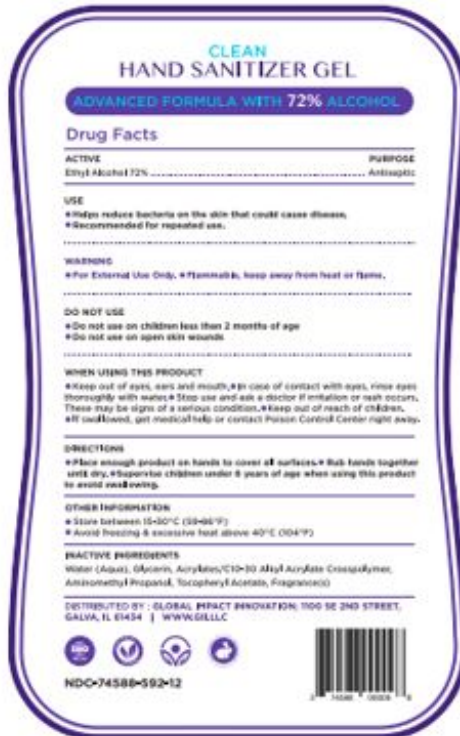 CLEAN
HAND SANITIZER GEL
ADVANCED FORMULA WITH 72% ALCOHOL
Drug Facts
ACTIVE PURPOSE
Ethyl Alcohol 72% Antiseptic
USE
Helps reduce bacteria on the skin that could cause disease.
Recommended for repeated use.
WARNING
For External Use Only. Flammable, keep away from heat or flame.
DO NOT USE
Do not use on children less than 2 months of age
Do not use on open skin wounds
WHEN USING THIS PRODUCT
Keep out of eyes, ears and mouth. In case of contact with eyes, rinse eyes
thoroughly with water. Stop use and ask a doctor if irritation or rash occurs.
These may be signs of a serious condition. Keep out of reach of children.
If swallowed, get medical help or contact Poison Control Center right away.
DIRECTIONS
Place enough product on hands to cover all surfaces. Rub hands together
until dry. Supervise children under 6 years of age when using this product
to avoid swallowing.
OTHER INFORMATION
Store between 15-30°C (59-86°F)
Avoid freezing & excessive heat above 40°C (104°F)
INACTIVE INGREDIENTS
Water (Aqua), Glycerin, Acrylates/C10-30 Alkyl Acrylate Crosspolymer,
Aminomethyl Propanol, Tocopheryl Acetate, Fragrance(s)
DISTRIBUTED BY : GLOBAL IMPACT INNOVATION; 1100 SE 2ND STREET,
GALVA, IL 61434 | WWW.GII.LLC
NDC-74588-592-12